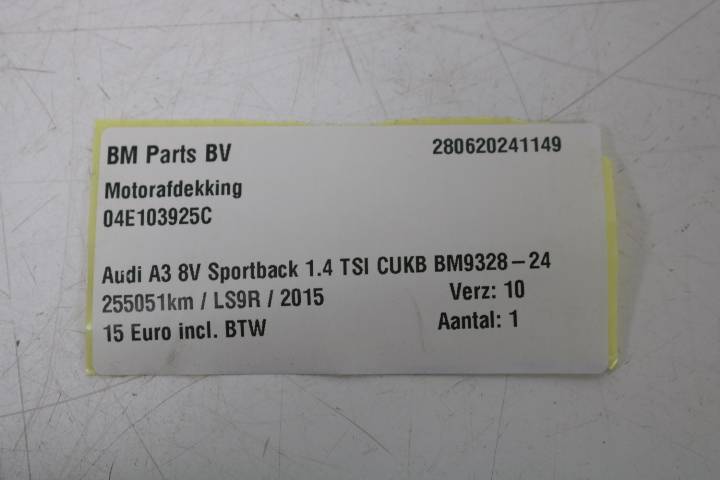 BM Parts BV 280620241149
Motorafdekking
04E103925C
Audi A3 8V Sportback 1.4 TSI CUKB BM9328-24
255051km / LS9R / 2015 Verz: 10
15 Euro incl. BTW Aantal: 1